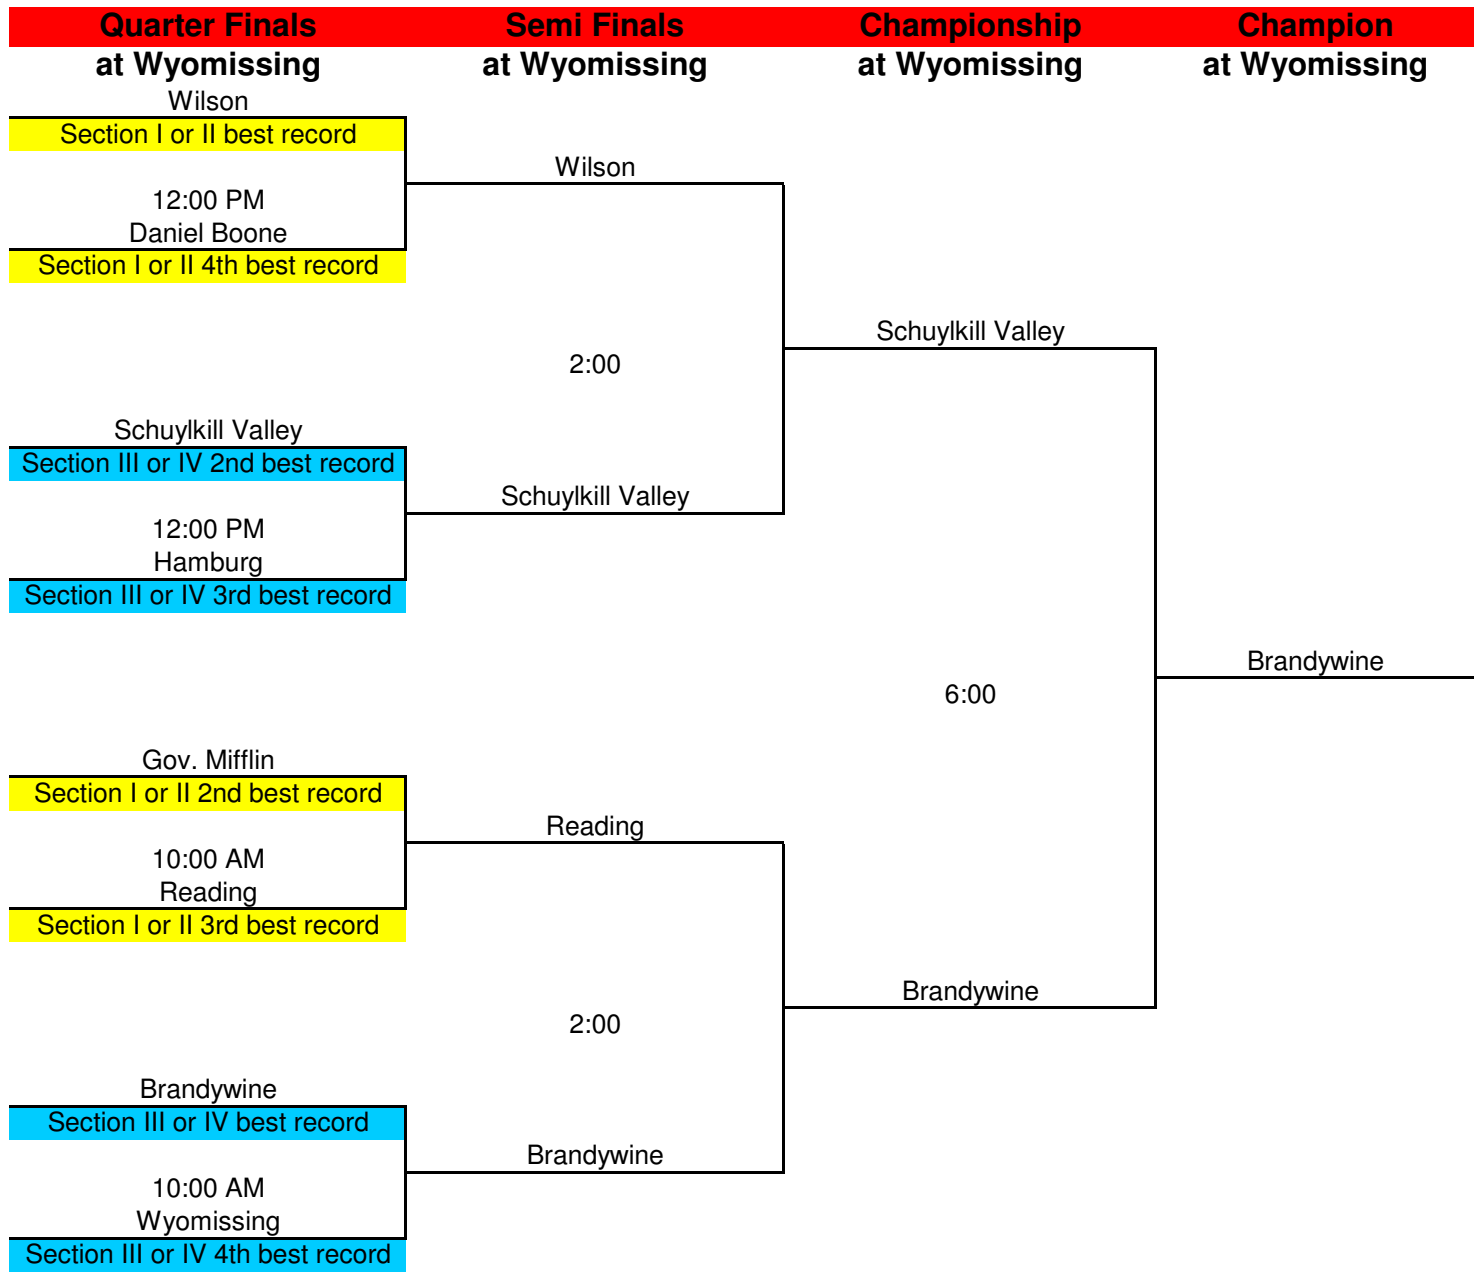 Quarter Finals Semi Finals Championship Champion
at Wyomissing at Wyomissing at Wyomissing at Wyomissing
Wilson
Section I or II best record
Wilson
12:00 PM
Daniel Boone
Section I or II 4th best record
Schuylkill Valley
2:00
Schuylkill Valley
Section III or IV 2nd best record
Schuylkill Valley
12:00 PM
Hamburg
Section III or IV 3rd best record
Brandywine
6:00
Gov. Mifflin
Section I or II 2nd best record
Reading
10:00 AM
Reading
Section I or II 3rd best record
Brandywine
2:00
Brandywine
Section III or IV best record
Brandywine
10:00 AM
Wyomissing
Section III or IV 4th best record